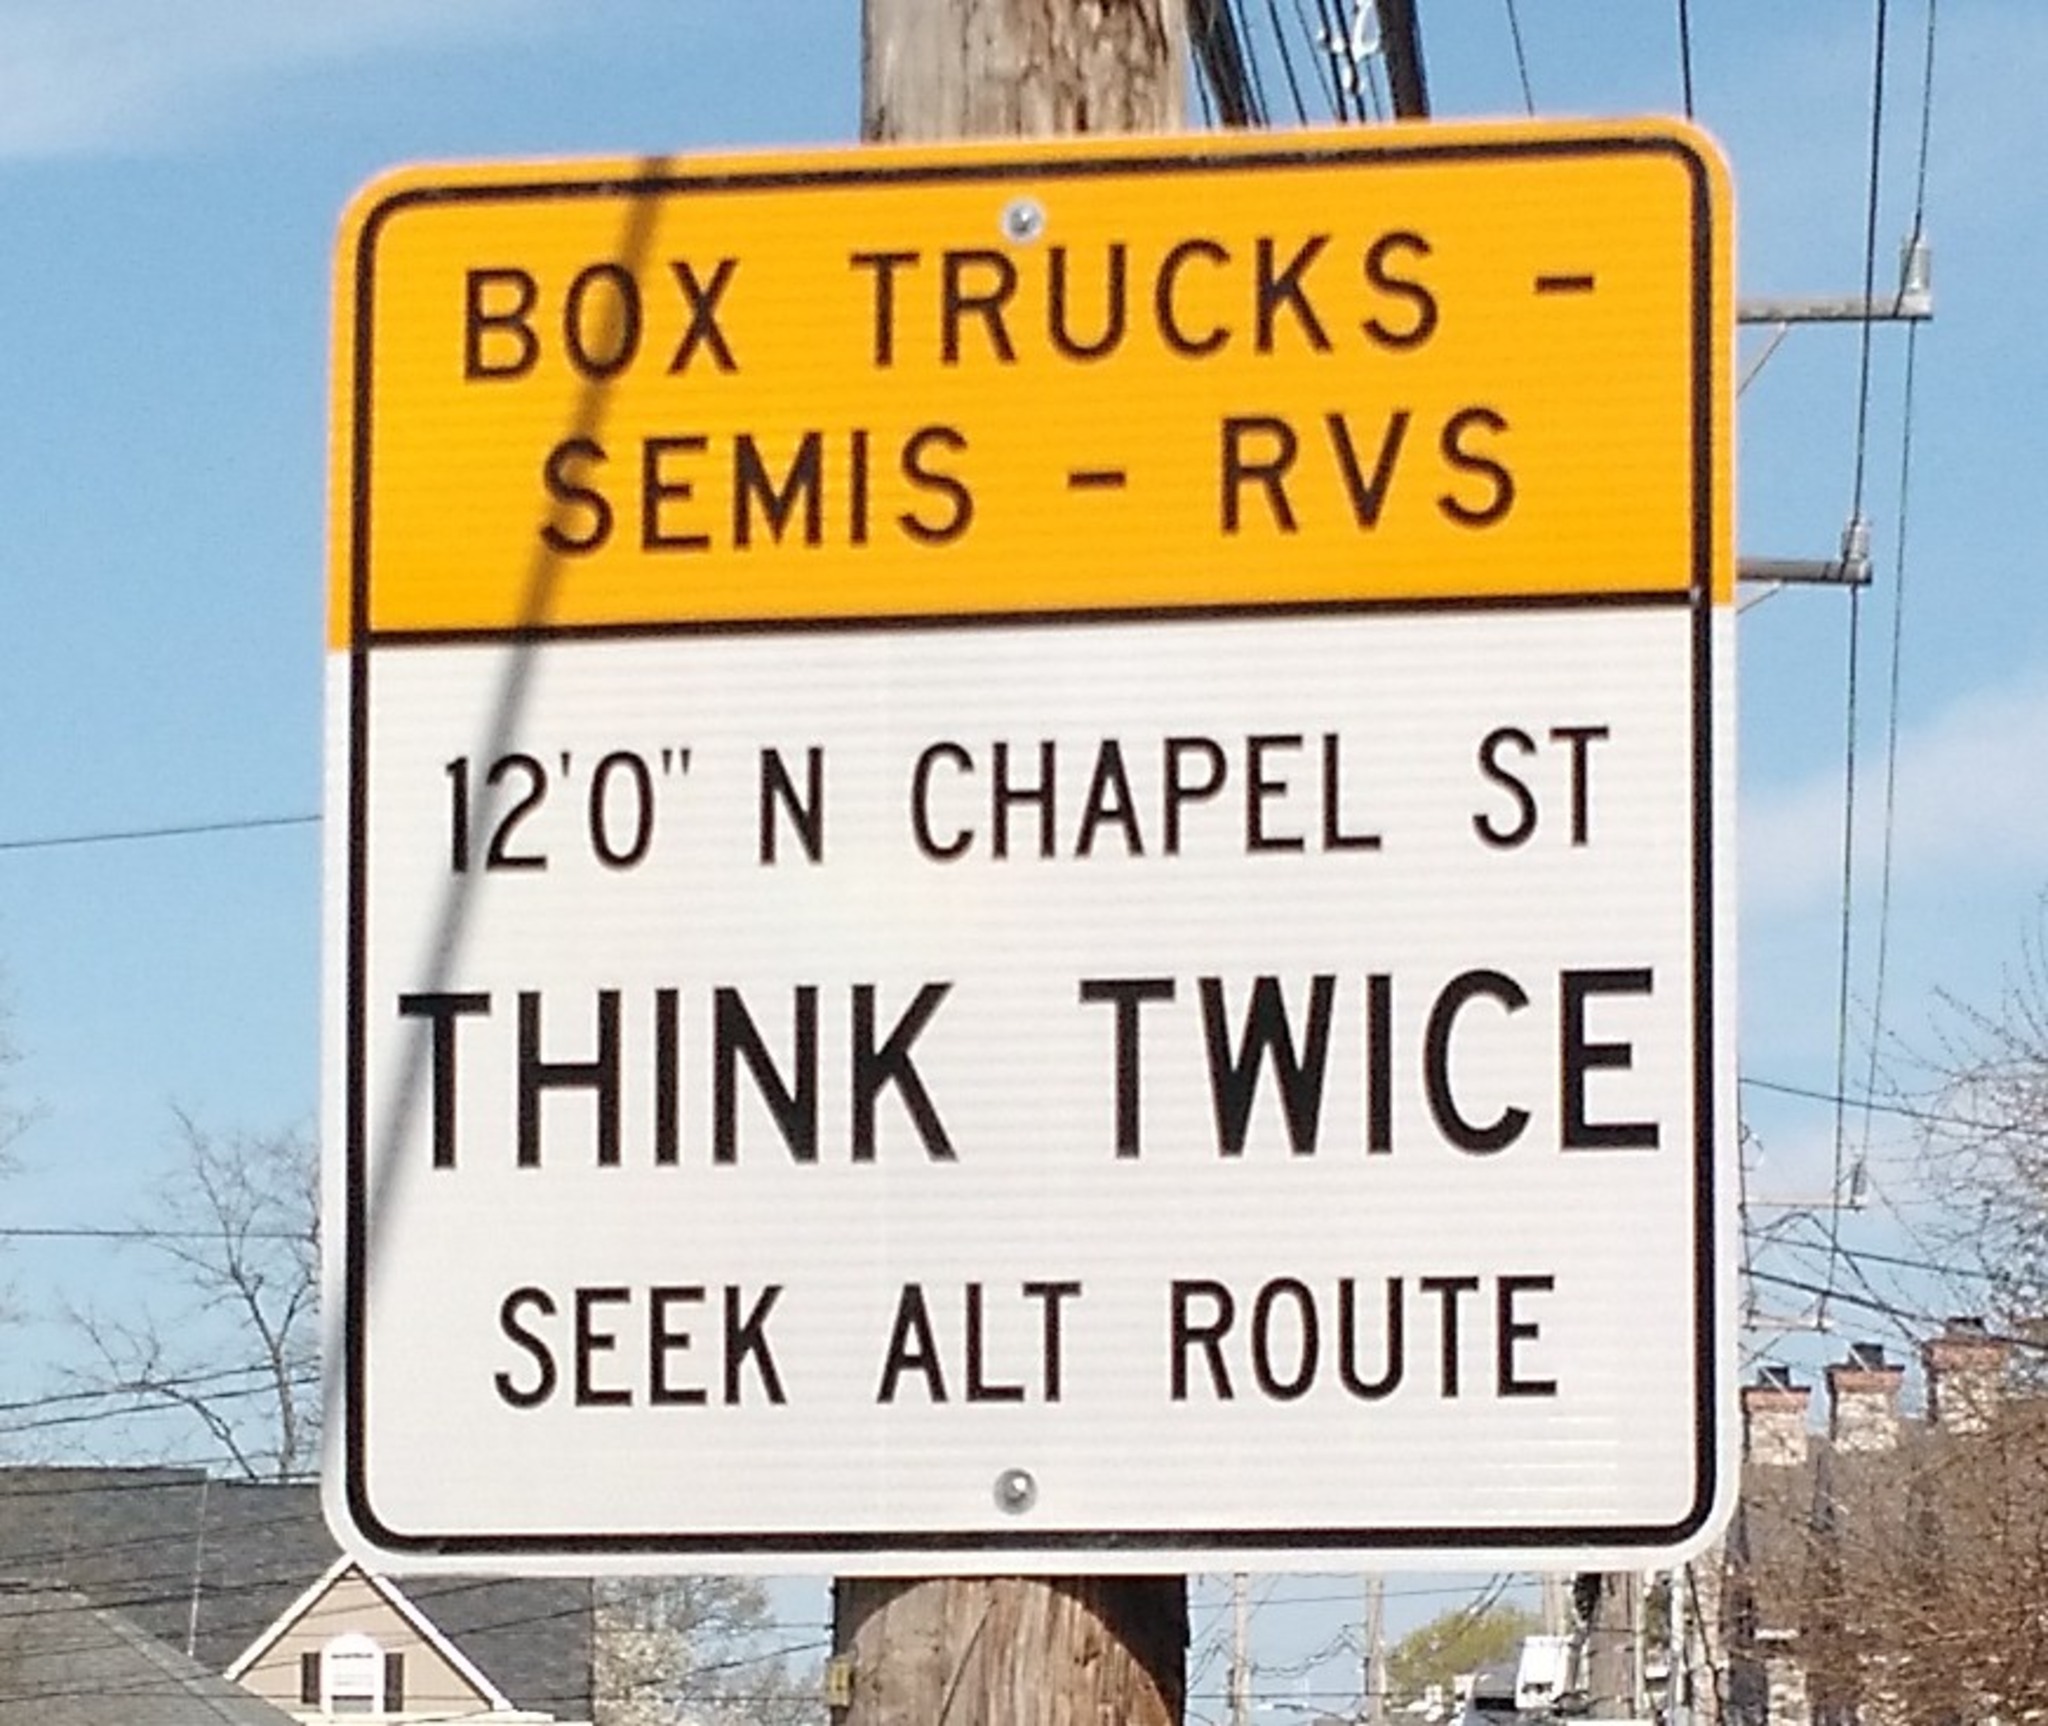 BOX TRUCKS -
SEMIS - RVS
12'0" N CHAPEL ST
THINK TWICE
SEEK ALT ROUTE